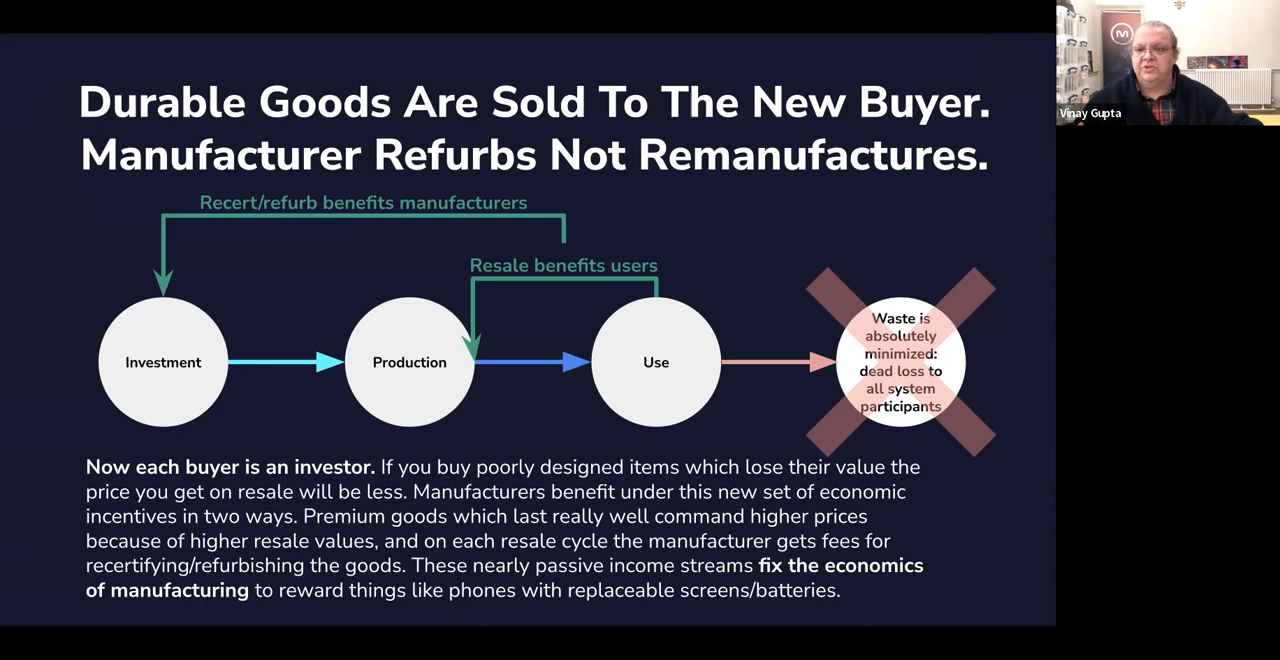 Durable Goods Are Sold To The New Buyer.
Manufacturer Refurbs Not Remanufactures.
Recert/refurb benefits manufacturers
Resale benefits users
Investment
Production
Use
Waste is
absolutely
minimized:
dead loss to
all system
participants
Now each buyer is an investor. If you buy poorly designed items which lose their value the
price you get on resale will be less. Manufacturers benefit under this new set of economic
incentives in two ways. Premium goods which last really well command higher prices
because of higher resale values, and on each resale cycle the manufacturer gets fees for
recertifying/refurbishing the goods. These nearly passive income streams fix the economics
of manufacturing to reward things like phones with replaceable screens/batteries.
M
Vinay Gupta